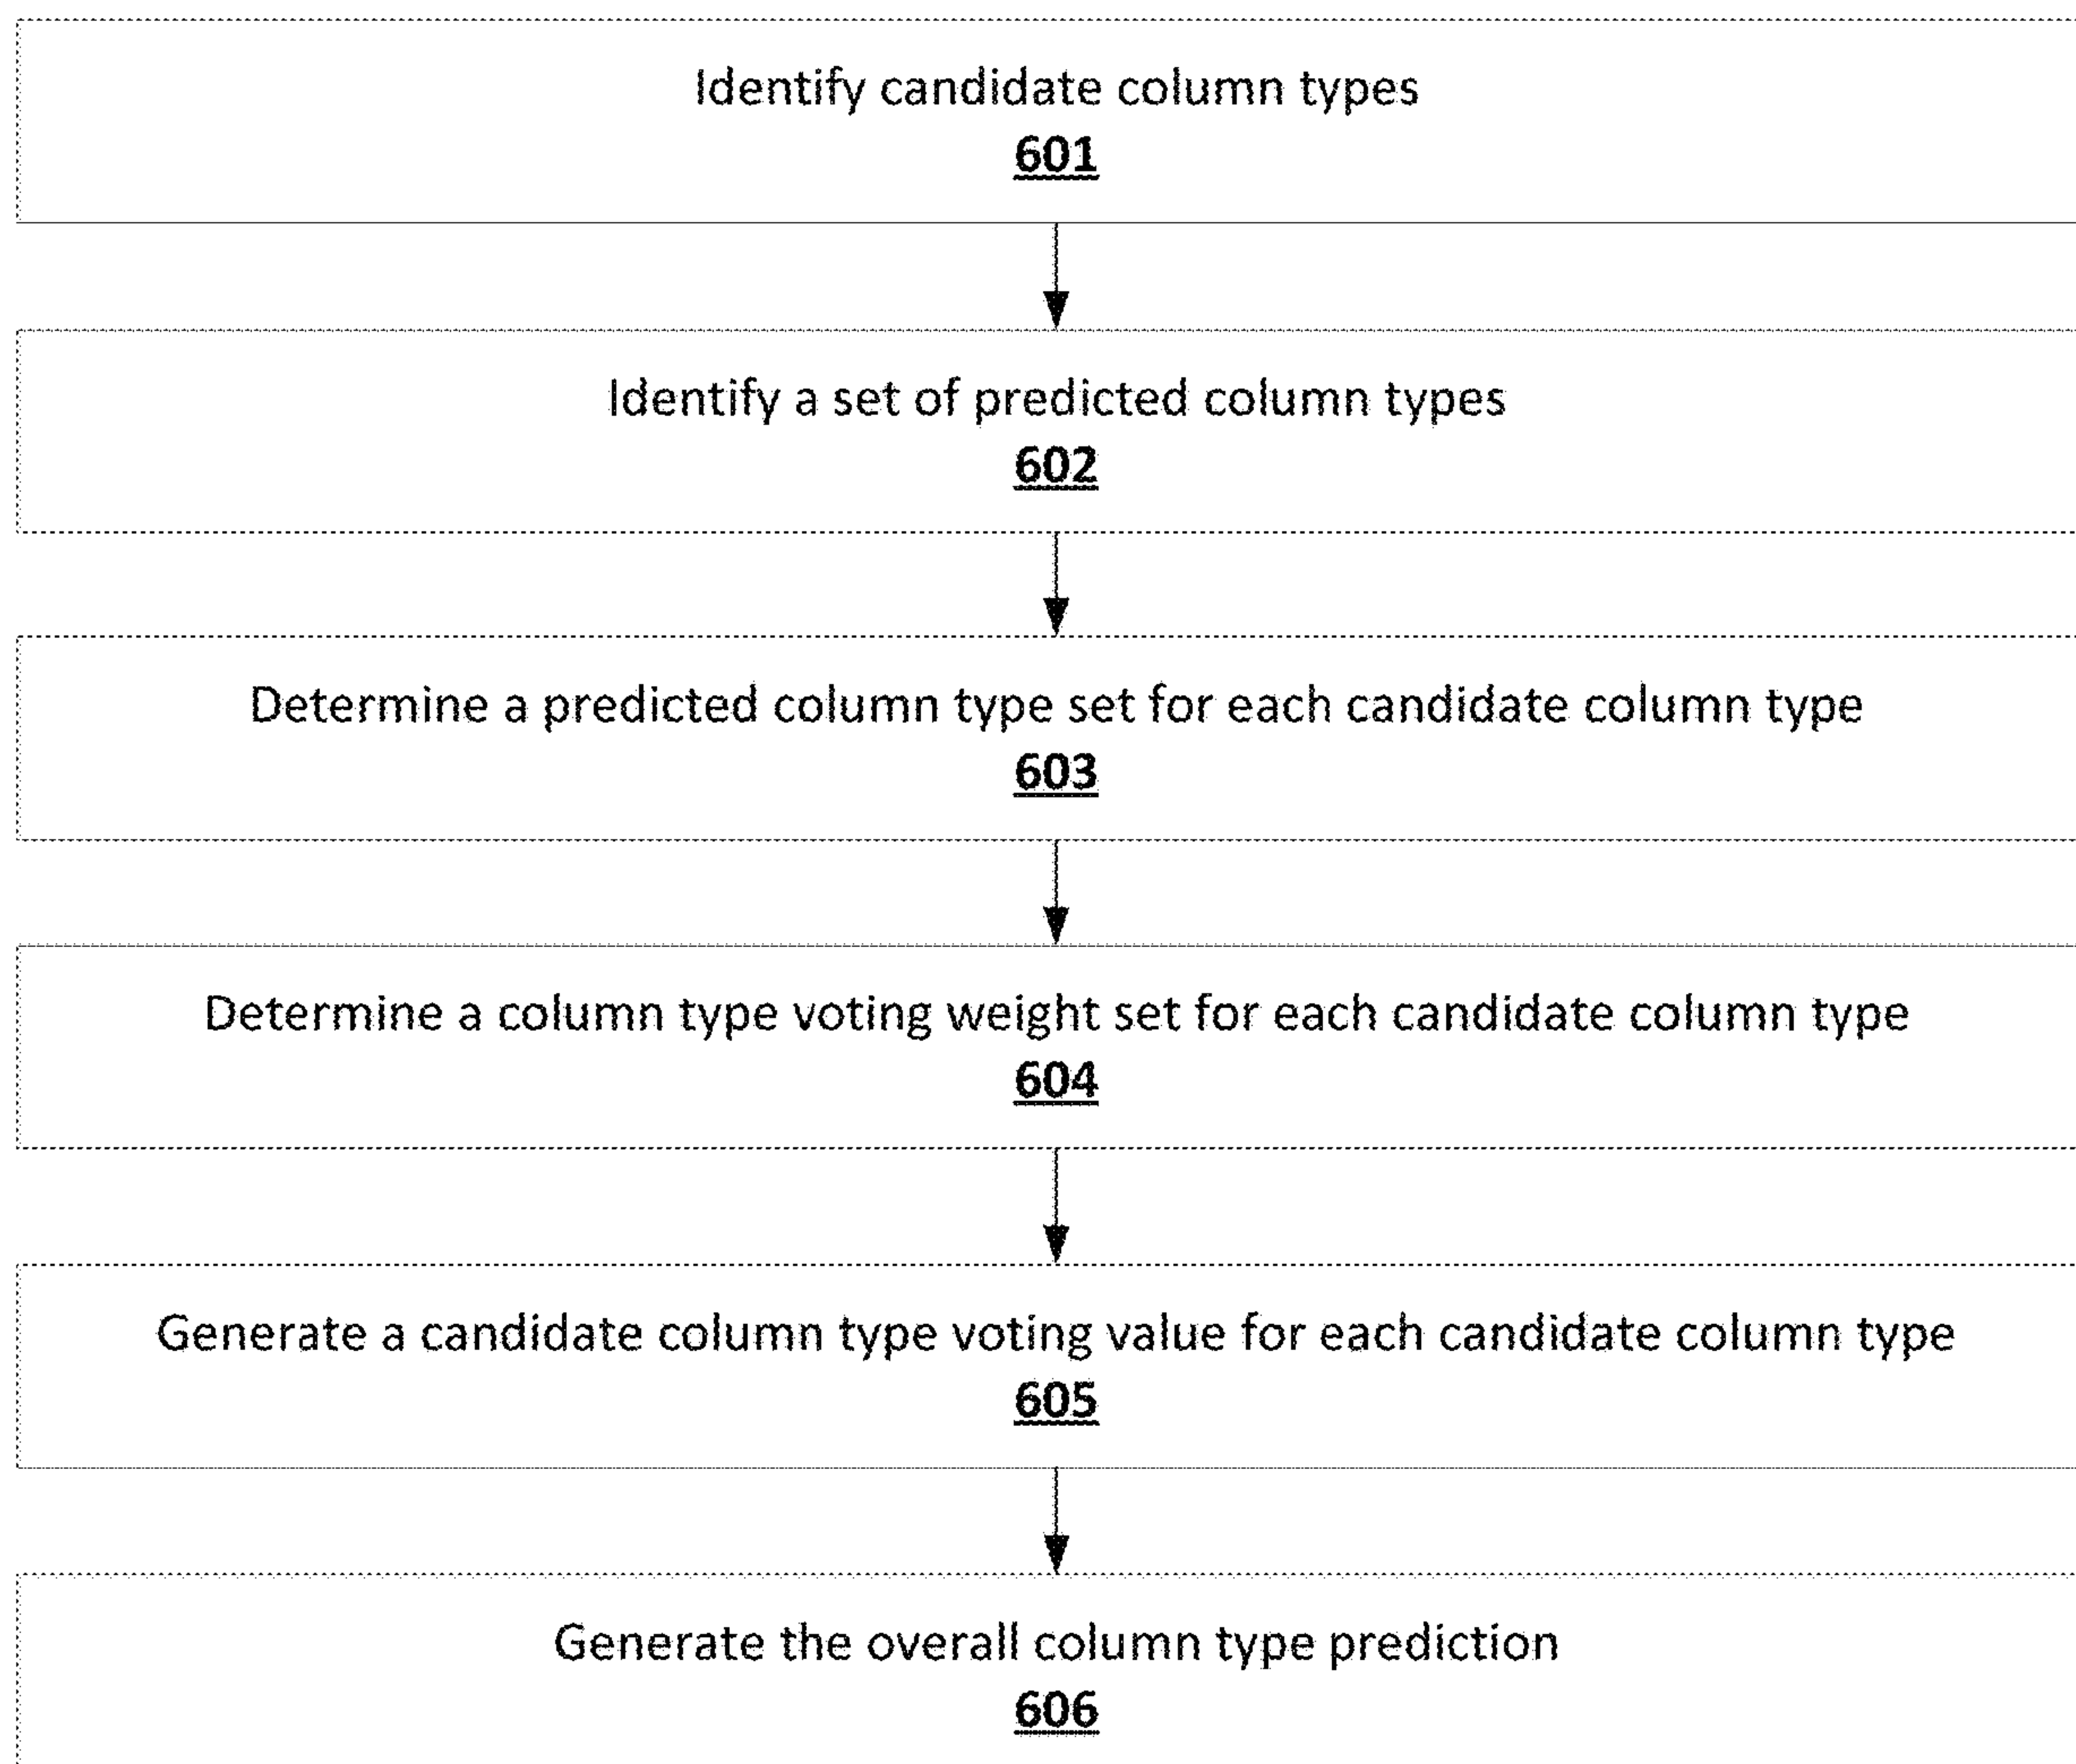 Identify candidate column types
601
Identify a set of predicted column types
602
Determine a predicted column type set for each candidate column type
603
Determine a column type voting weight set for each candidate column type
604
Generate a candidate column type voting value for each candidate column type
605
Generate the overall column type prediction
606